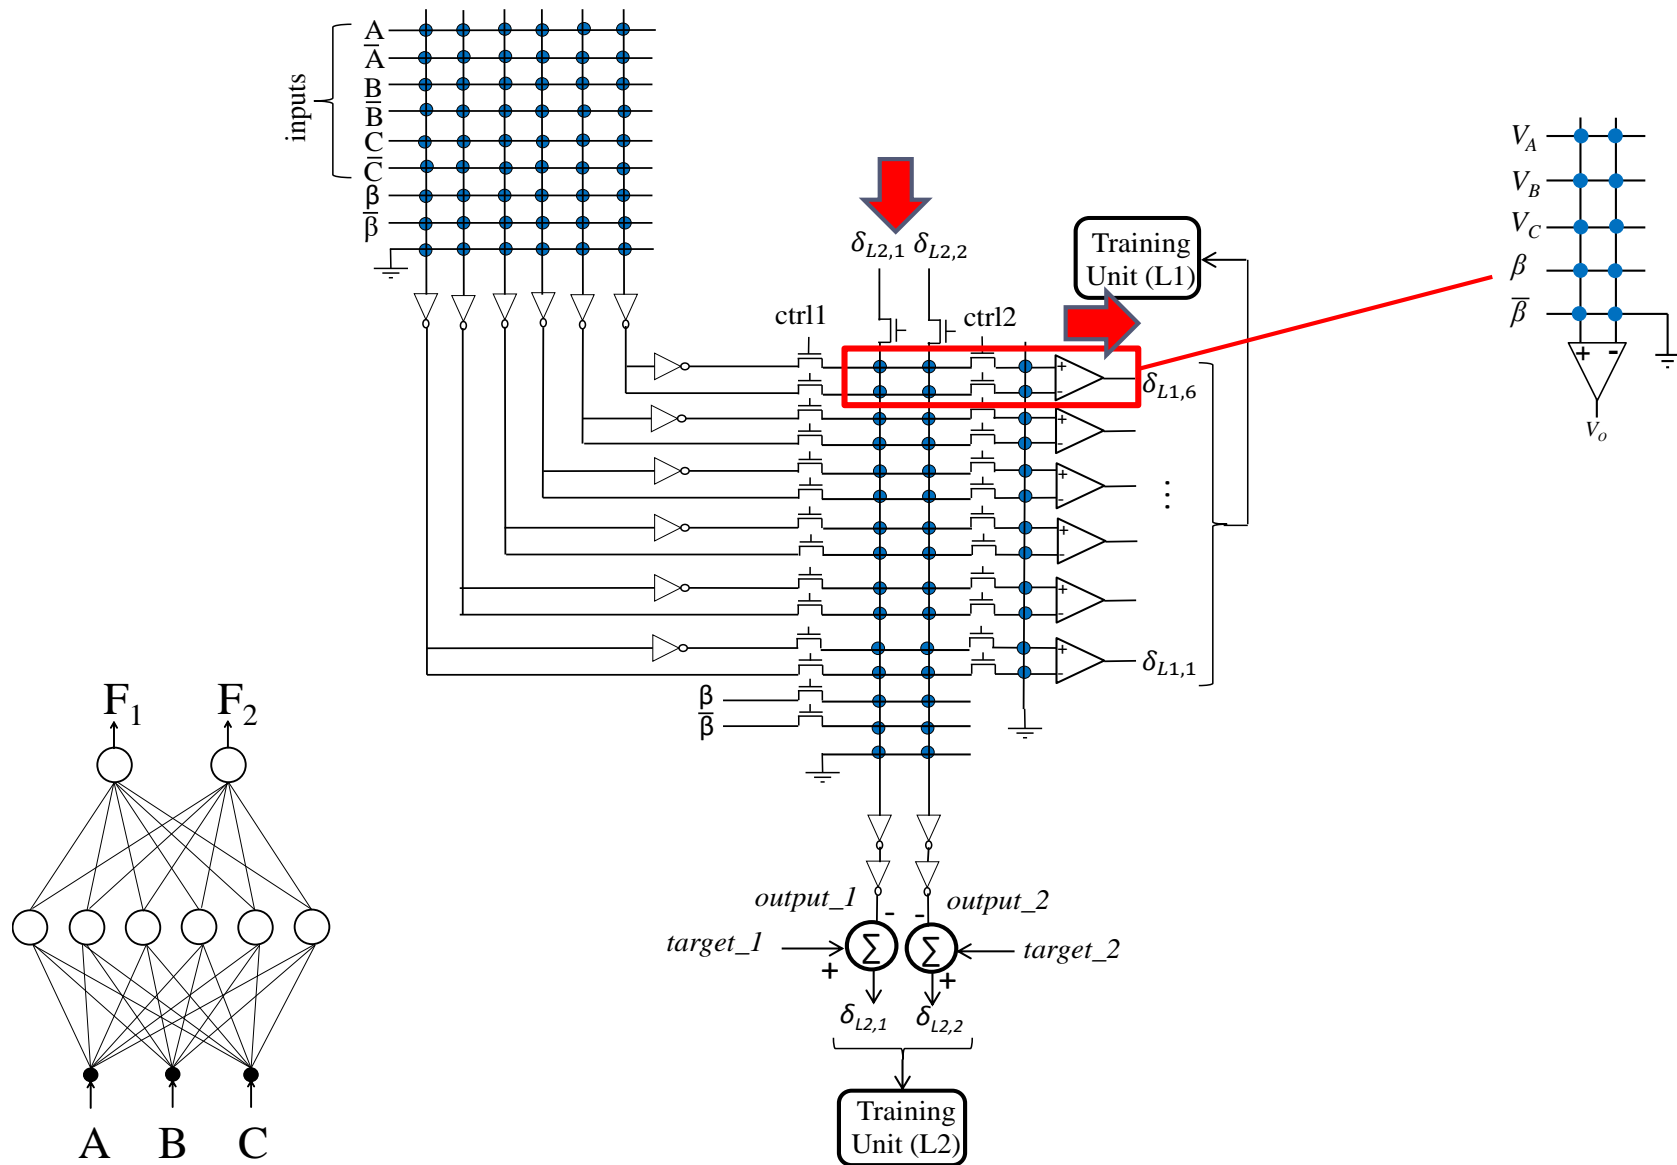 A
A̅
B
B̅
C
C̅
β
β̅
inputs
δL2,1 δL2,2
ctrl1
ctrl2
Training
Unit (L1)
+
-
δL1,6
+
-
+
-
⋮
+
-
+
-
+
-
δL1,1
β
β̅
output_1
-
-
output_2
target_1
+
Σ
Σ
+
target_2
δL2,1
δL2,2
Training
Unit (L2)
VA
VB
VC
β
β̅
+ -
VO
F1 F2
A B C